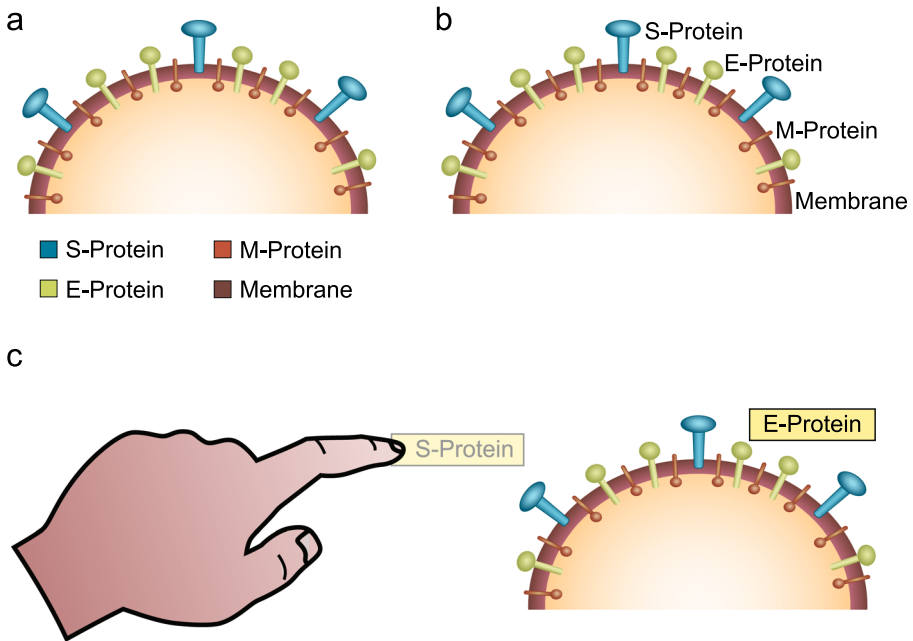 a
S-Protein
M-Protein
E-Protein
Membrane
b
S-Protein
E-Protein
M-Protein
Membrane
c
S-Protein
E-Protein